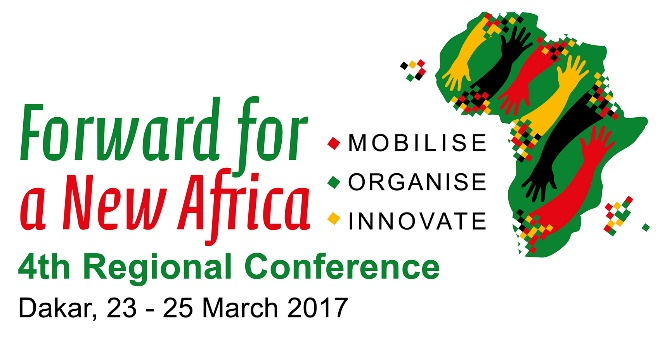 Forward for
a New Africa
MOBILISE
ORGANISE
INNOVATE
4th Regional Conference
Dakar, 23 - 25 March 2017